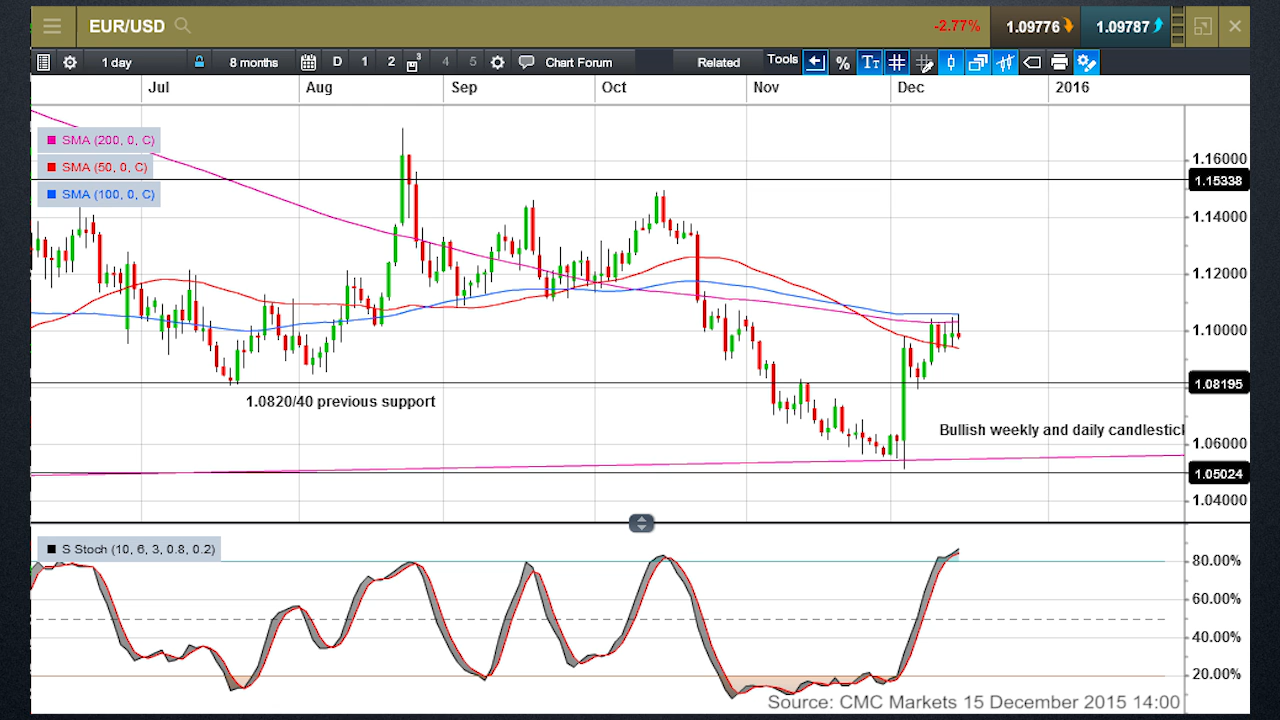 EUR/USD -2.77% 1.09776 1.09787
1 day 8 months D 1 2 3 4 5 Chart Forum Related Tools %
Jul Aug Sep Oct Nov Dec 2016
SMA (200, 0, C)
SMA (50, 0, C)
SMA (100, 0, C)
1.16000
1.15338
1.14000
1.12000
1.10000
1.08195
1.0820/40 previous support
Bullish weekly and daily candlestick
1.06000
1.05024
1.04000
S Stoch (10, 6, 3, 0.8, 0.2)
80.00%
60.00%
40.00%
20.00%
Source: CMC Markets 15 December 2015 14:00